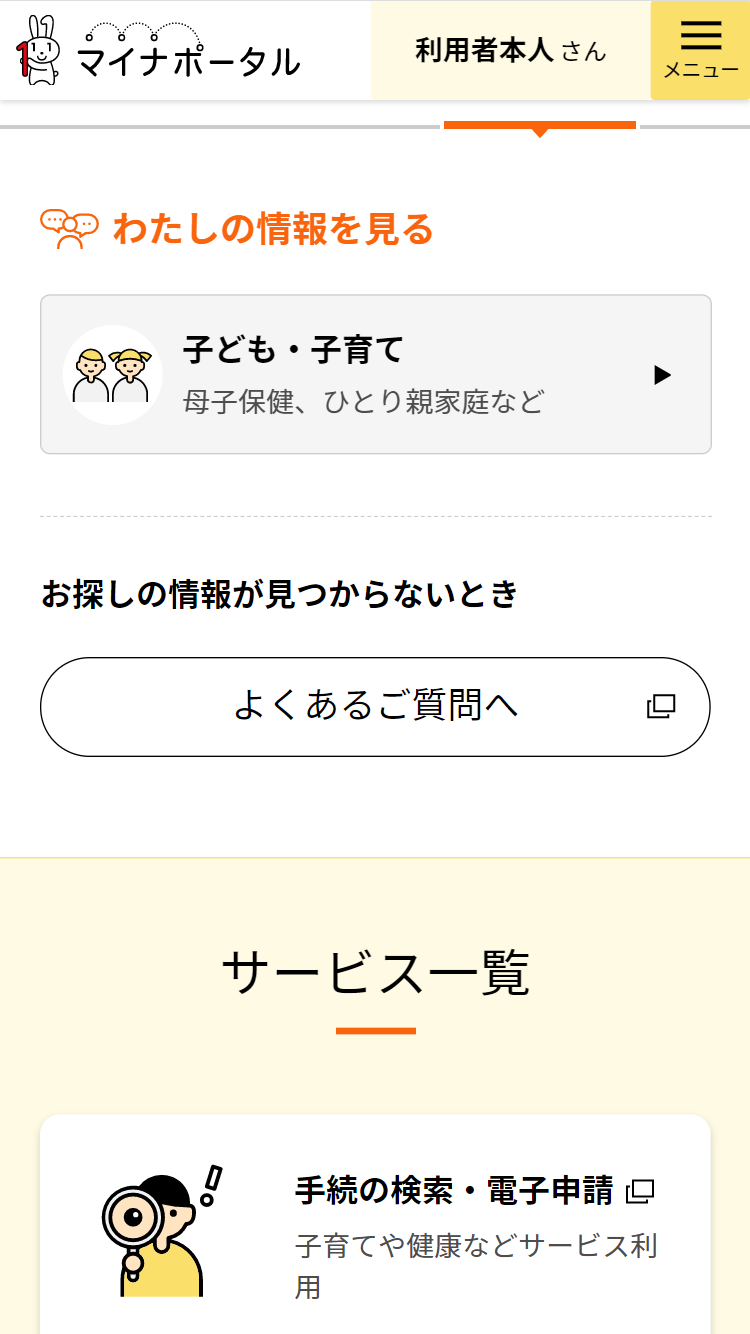 マイナポータル
利用者本人 さん
メニュー
わたしの情報を見る
子ども・子育て
母子保健、ひとり親家庭など
お探しの情報が見つからないとき
よくあるご質問へ
サービス一覧
手続の検索・電子申請
子育てや健康などサービス利
用